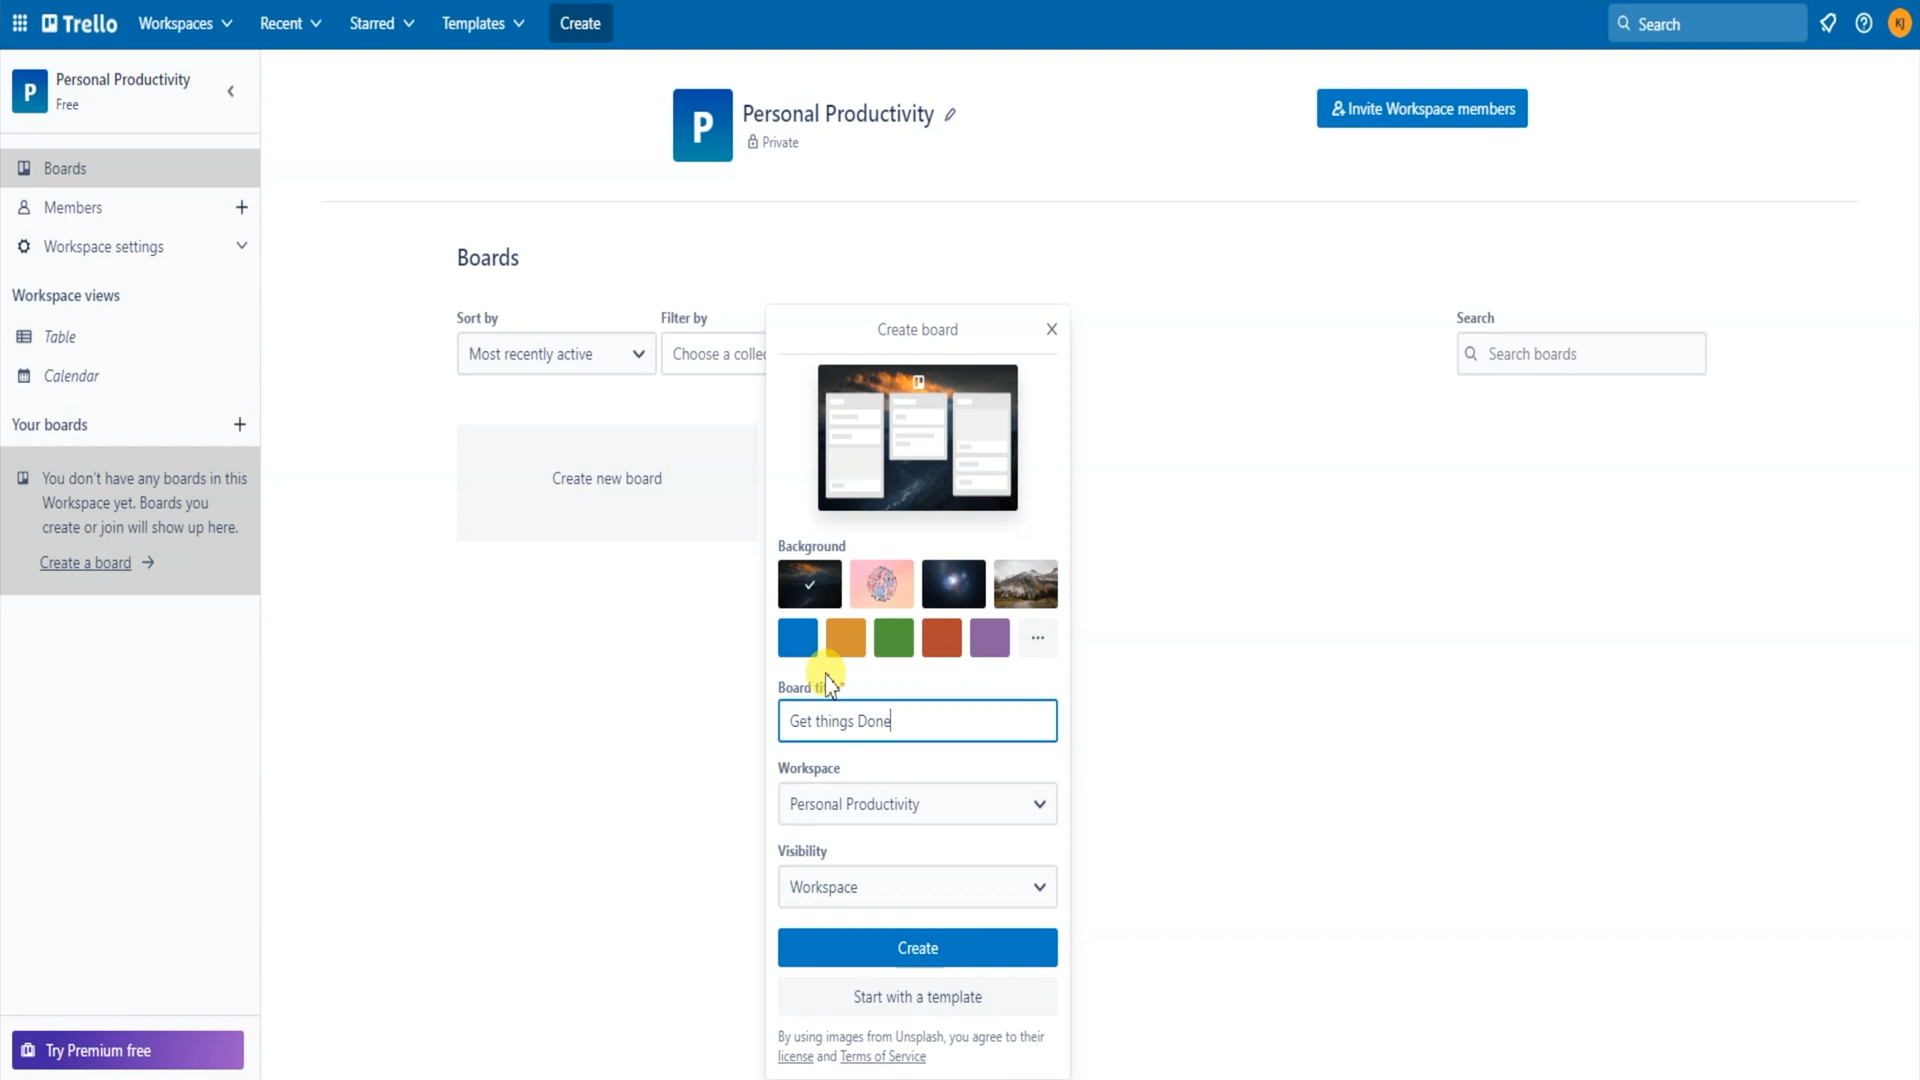 Trello
Workspaces
Recent
Starred
Templates
Create
Search
KJ
P
Personal Productivity
Free
Boards
Members
Workspace settings
Workspace views
Table
Calendar
Your boards
You don't have any boards in this
Workspace yet. Boards you
create or join will show up here.
Create a board
Try Premium free
P
Personal Productivity
Private
Invite Workspace members
Boards
Sort by
Most recently active
Filter by
Choose a collec
Search
Search boards
Create new board
Create board
Background
Board
Get things Done
Workspace
Personal Productivity
Visibility
Workspace
Create
Start with a template
By using images from Unsplash, you agree to their
license and Terms of Service